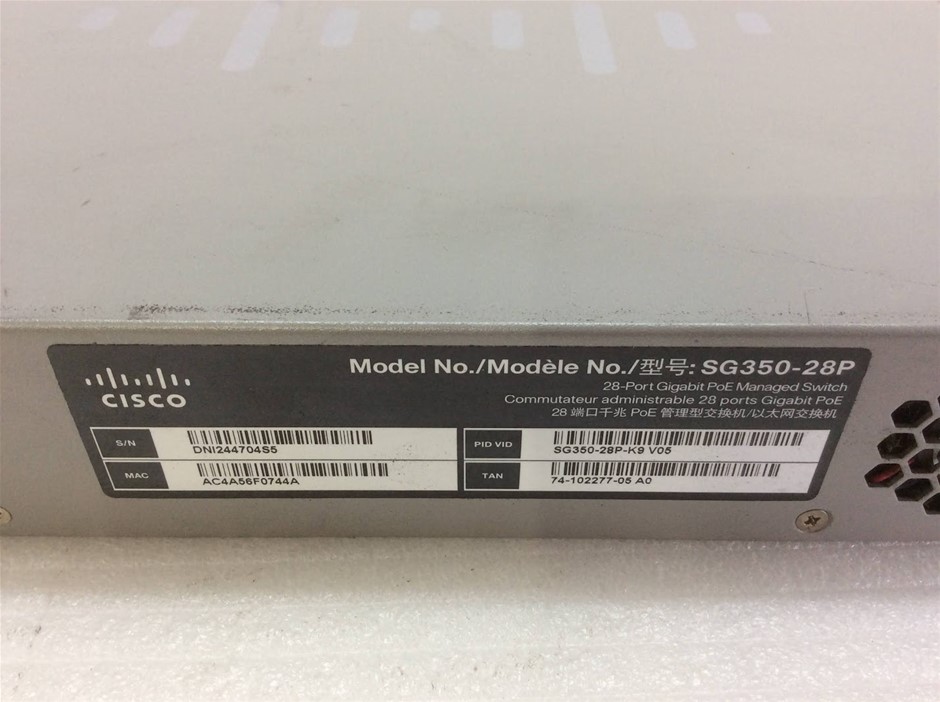 Model No./Modèle No./型号: SG350-28P
28-Port Gigabit PoE Managed Switch
Commutateur administrable 28 ports Gigabit PoE
28 端口千兆 PoE 管理型交换机/以太网交换机
CISCO
S/N
DNI244704S5
PID VID
SG350-28P-K9 V05
MAC
AC4A56F0744A
TAN
74-102277-05 A0